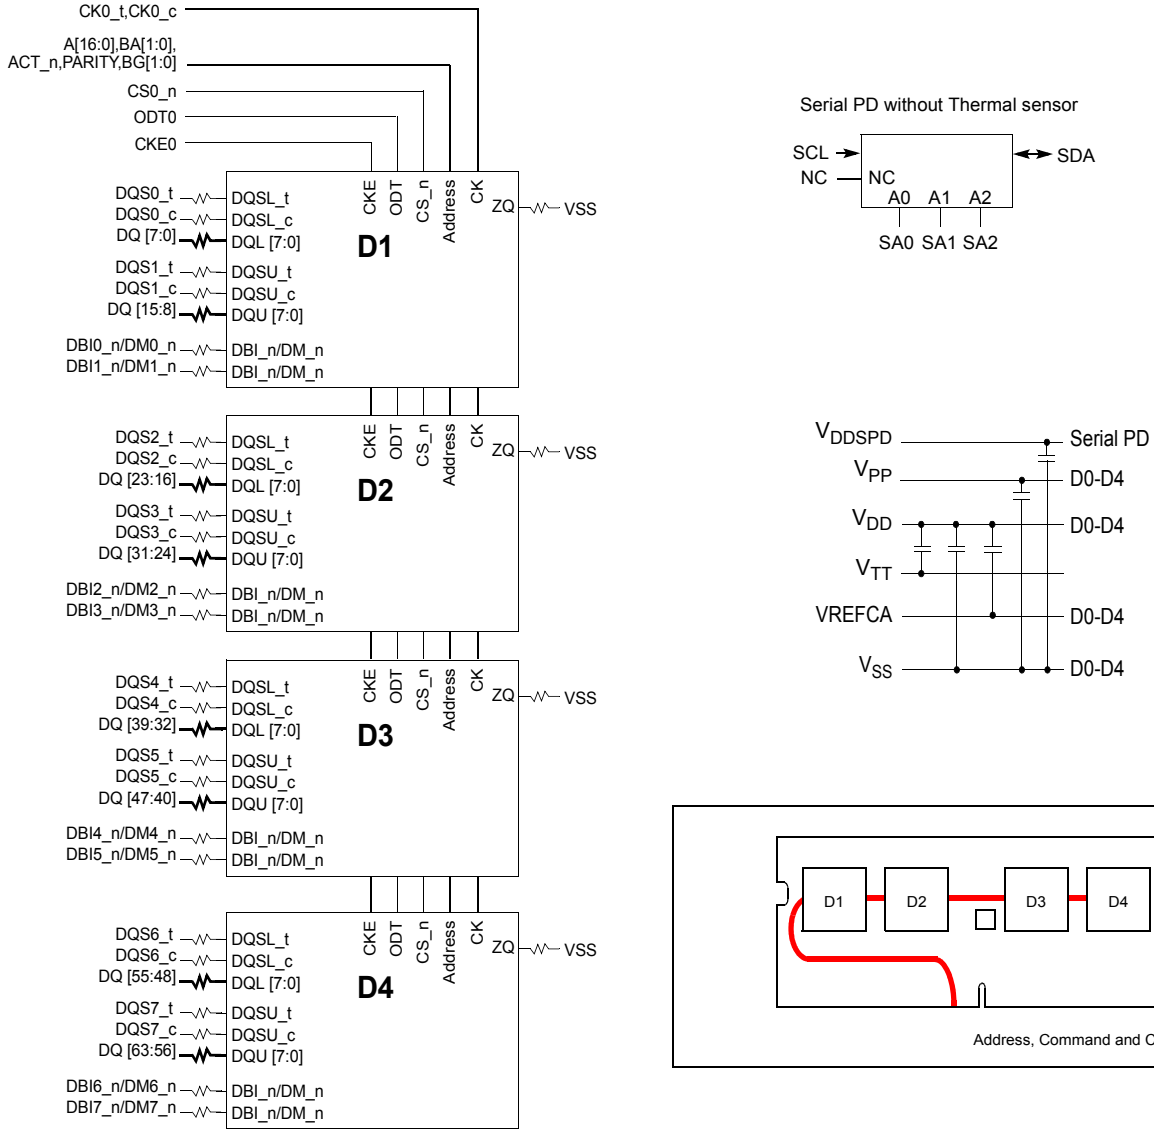 CK0_t,CK0_c
A[16:0],BA[1:0],
ACT_n,PARITY,BG[1:0]
CS0_n
ODT0
CKE0
DQS0_t
DQS0_c
DQ [7:0]
DQS1_t
DQS1_c
DQ [15:8]
DBI0_n/DM0_n
DBI1_n/DM1_n
DQSL_t
DQSL_c
DQL [7:0]
DQSU_t
DQSU_c
DQU [7:0]
DBI_n/DM_n
DBI_n/DM_n
CKE
ODT
CS_n
Address
CK
D1
ZQ
VSS
DQS2_t
DQS2_c
DQ [23:16]
DQS3_t
DQS3_c
DQ [31:24]
DBI2_n/DM2_n
DBI3_n/DM3_n
DQSL_t
DQSL_c
DQL [7:0]
DQSU_t
DQSU_c
DQU [7:0]
DBI_n/DM_n
DBI_n/DM_n
CKE
ODT
CS_n
Address
CK
D2
ZQ
VSS
DQS4_t
DQS4_c
DQ [39:32]
DQS5_t
DQS5_c
DQ [47:40]
DBI4_n/DM4_n
DBI5_n/DM5_n
DQSL_t
DQSL_c
DQL [7:0]
DQSU_t
DQSU_c
DQU [7:0]
DBI_n/DM_n
DBI_n/DM_n
CKE
ODT
CS_n
Address
CK
D3
ZQ
VSS
DQS6_t
DQS6_c
DQ [55:48]
DQS7_t
DQS7_c
DQ [63:56]
DBI6_n/DM6_n
DBI7_n/DM7_n
DQSL_t
DQSL_c
DQL [7:0]
DQSU_t
DQSU_c
DQU [7:0]
DBI_n/DM_n
DBI_n/DM_n
CKE
ODT
CS_n
Address
CK
D4
ZQ
VSS
Serial PD without Thermal sensor
SCL
SDA
NC
NC
A0 A1 A2
SA0 SA1 SA2
VDDSPD
Serial PD
VPP
D0-D4
VDD
D0-D4
VTT
VREFCA
D0-D4
VSS
D0-D4
D1
D2
D3
D4
Address, Command and C